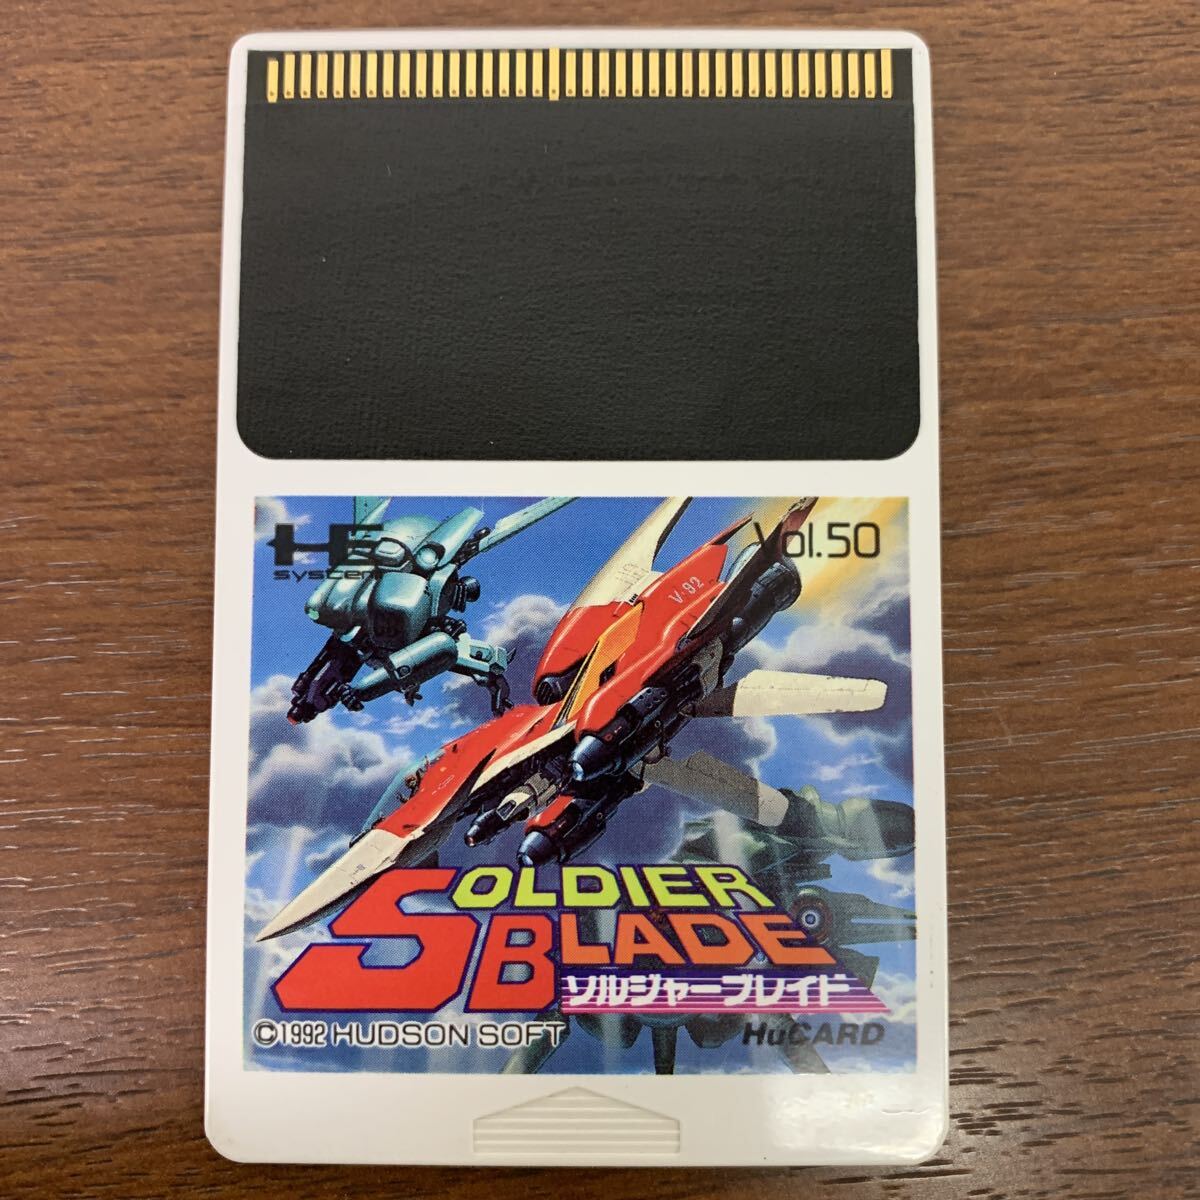 HE
system
Vol.50
V-92
SOLDIER
BLADE
ソルジャーブレイド
©1992 HUDSON SOFT
HuCARD